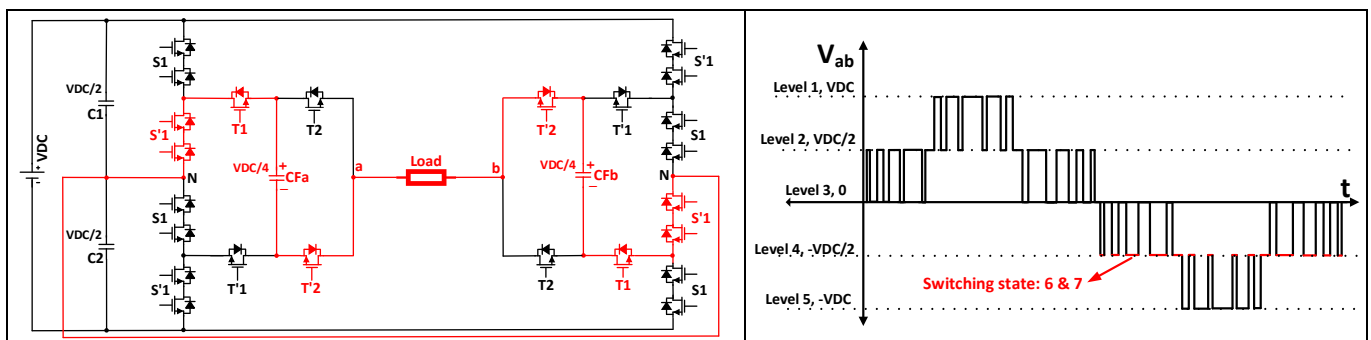 VDC
VDC/2
C1
VDC/2
C2
S1
S'1
N
S1
S'1
T1
T2
VDC/4
+
CFa
_
T'1
T'2
a
Load
b
T'2
T'1
VDC/4
+
CFb
_
T2
T1
S'1
S1
N
S'1
S1
Vab
Level 1, VDC
Level 2, VDC/2
Level 3, 0
t
Level 4, -VDC/2
Switching state: 6 & 7
Level 5, -VDC